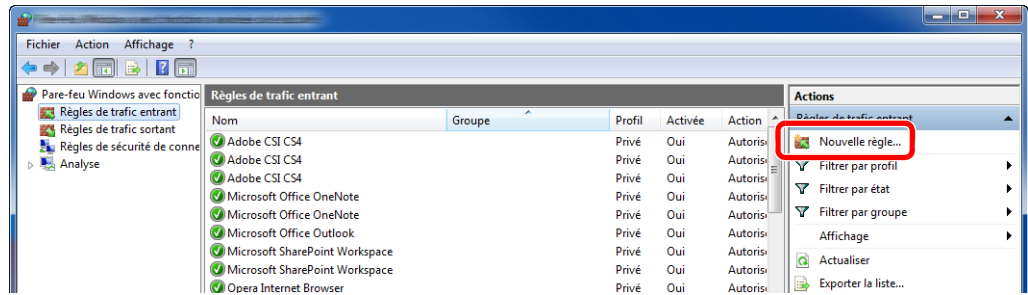 Fichier Action Affichage ?
Pare-feu Windows avec fonctio
Règles de trafic entrant
Règles de trafic sortant
Règles de sécurité de conne
Analyse
Règles de trafic entrant
Nom Groupe Profil Activée Action
Adobe CSI CS4 Privé Oui Autoris
Adobe CSI CS4 Privé Oui Autoris
Adobe CSI CS4 Privé Oui Autoris
Microsoft Office OneNote Privé Oui Autoris
Microsoft Office OneNote Privé Oui Autoris
Microsoft Office Outlook Privé Oui Autoris
Microsoft SharePoint Workspace Privé Oui Autoris
Microsoft SharePoint Workspace Privé Oui Autoris
Opera Internet Browser Privé Oui Autoris
Actions
Règles de trafic entrant
Nouvelle règle...
Filtrer par profil
Filtrer par état
Filtrer par groupe
Affichage
Actualiser
Exporter la liste...